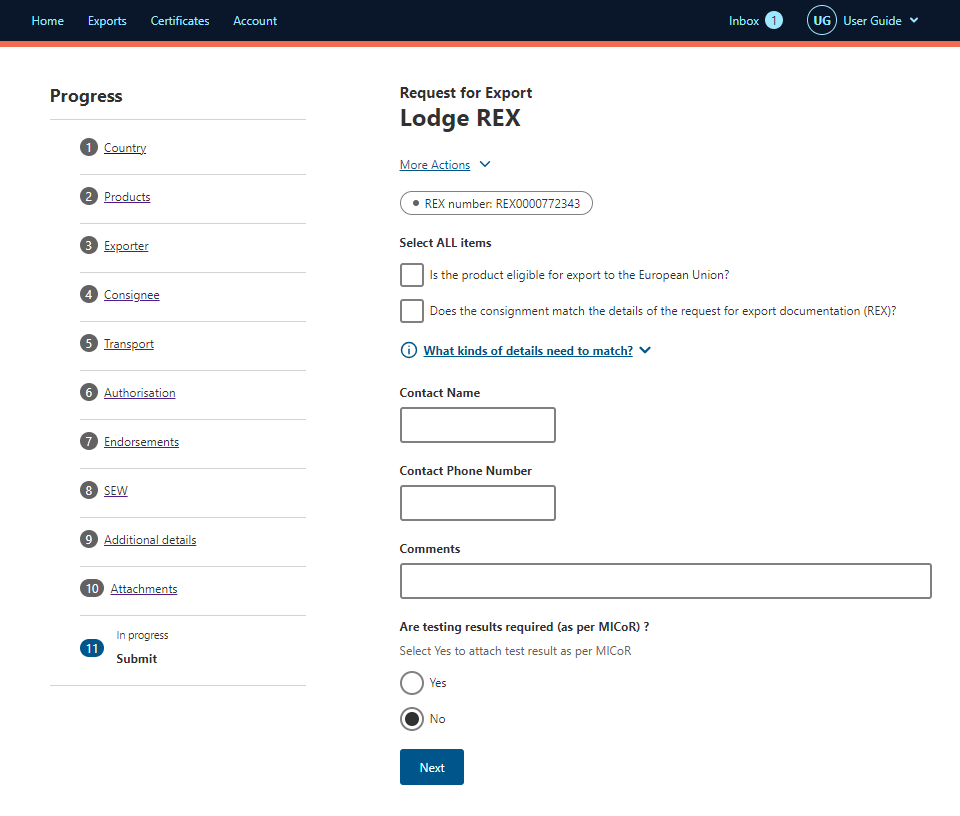 Home Exports Certificates Account Inbox 1 UG User Guide
Progress
1 Country
2 Products
3 Exporter
4 Consignee
5 Transport
6 Authorisation
7 Endorsements
8 SEW
9 Additional details
10 Attachments
In progress
11 Submit
Request for Export
Lodge REX
More Actions
REX number: REX0000772343
Select ALL items
Is the product eligible for export to the European Union?
Does the consignment match the details of the request for export documentation (REX)?
What kinds of details need to match?
Contact Name
Contact Phone Number
Comments
Are testing results required (as per MICoR) ?
Select Yes to attach test result as per MICoR
Yes
No
Next